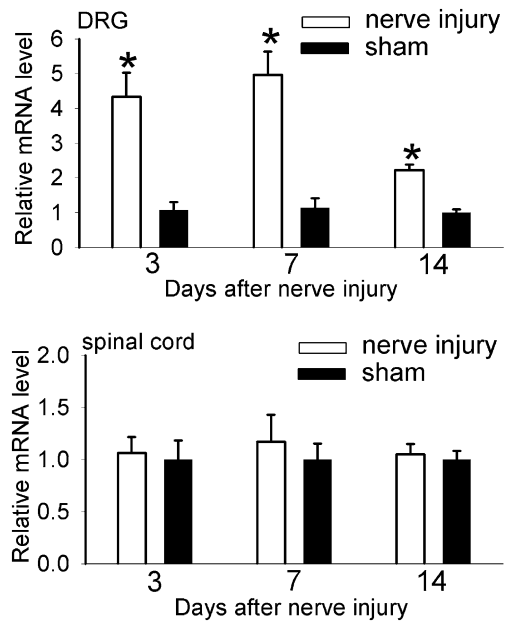 DRG
nerve injury
sham
Relative mRNA level
6
5
4
3
2
1
0
* * *
3 7 14
Days after nerve injury
spinal cord
nerve injury
sham
Relative mRNA level
2.0
1.5
1.0
0.5
0.0
3 7 14
Days after nerve injury